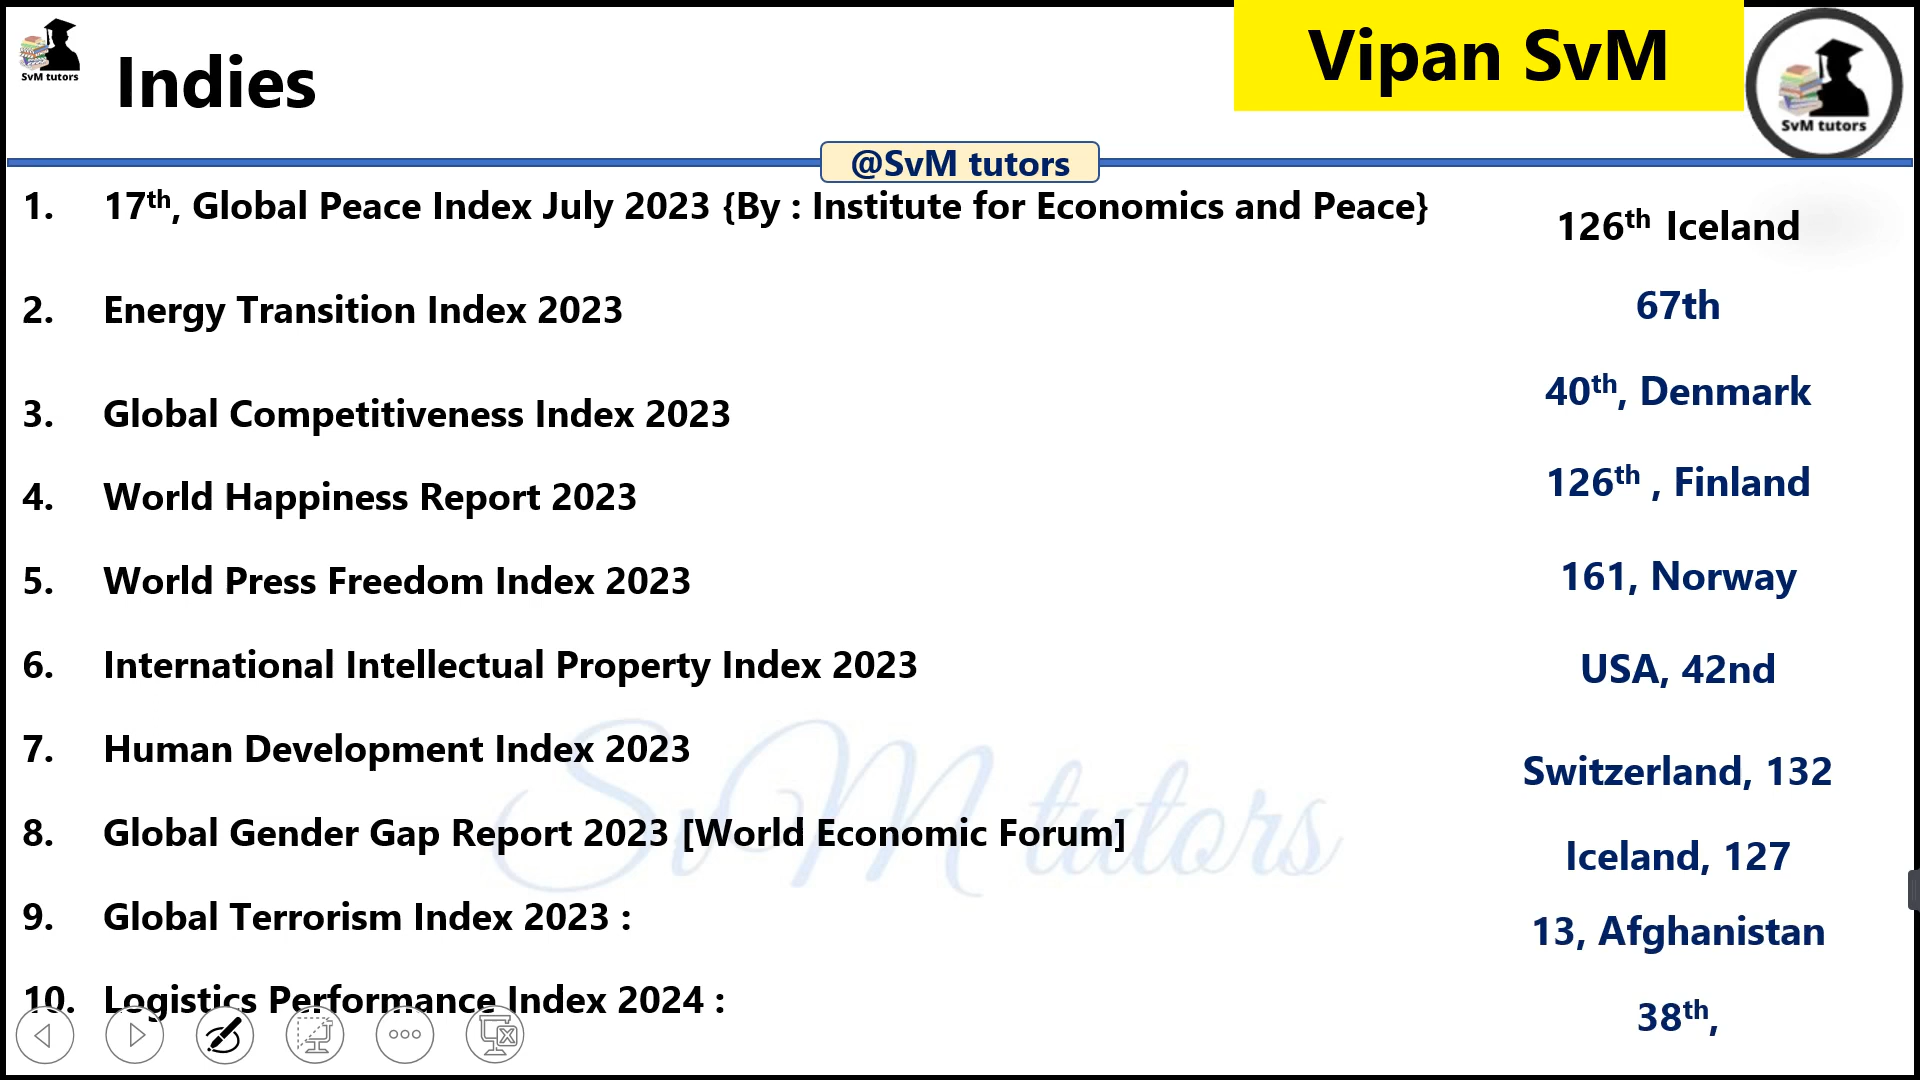 SvM tutors
Indies
Vipan SvM
SvM tutors
@SvM tutors
1. 17th, Global Peace Index July 2023 {By : Institute for Economics and Peace}
126th Iceland
2. Energy Transition Index 2023
67th
3. Global Competitiveness Index 2023
40th, Denmark
4. World Happiness Report 2023
126th , Finland
5. World Press Freedom Index 2023
161, Norway
6. International Intellectual Property Index 2023
USA, 42nd
7. Human Development Index 2023
Switzerland, 132
SvM tutors
8. Global Gender Gap Report 2023 [World Economic Forum]
Iceland, 127
9. Global Terrorism Index 2023 :
13, Afghanistan
10. Logistics Performance Index 2024 :
38th,